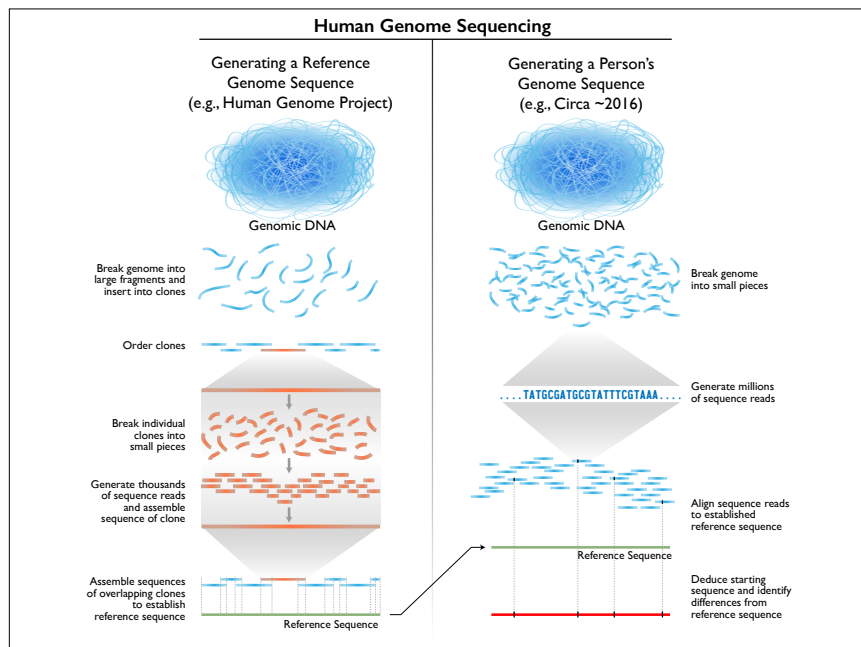 Human Genome Sequencing
Generating a Reference
Genome Sequence
(e.g., Human Genome Project)
Genomic DNA
Break genome into
large fragments and
insert into clones
Order clones
Break individual
clones into
small pieces
Generate thousands
of sequence reads
and assemble
sequence of clone
Assemble sequences
of overlapping clones
to establish
reference sequence
Reference Sequence
Generating a Person's
Genome Sequence
(e.g., Circa ~2016)
Genomic DNA
Break genome
into small pieces
Generate millions
of sequence reads
....TATGCGATGCGTATTTCGTAAA....
Align sequence reads
to established
reference sequence
Reference Sequence
Deduce starting
sequence and identify
differences from
reference sequence